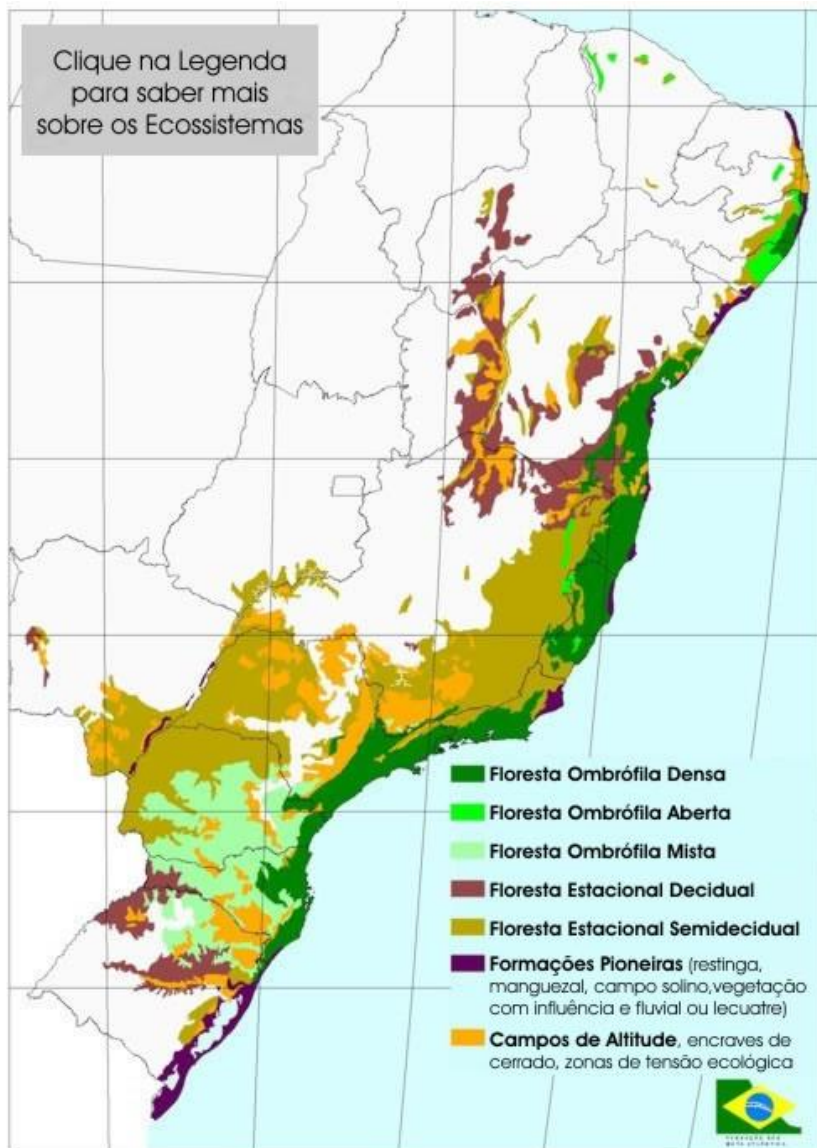 Clique na Legenda
para saber mais
sobre os Ecossistemas
Floresta Ombrófila Densa
Floresta Ombrófila Aberta
Floresta Ombrófila Mista
Floresta Estacional Decidual
Floresta Estacional Semidecidual
Formações Pioneiras (restinga,
manguezal, campo solino,vegetação
com influência e fluvial ou lecuatre)
Campos de Altitude, encraves de
cerrado, zonas de tensão ecológica